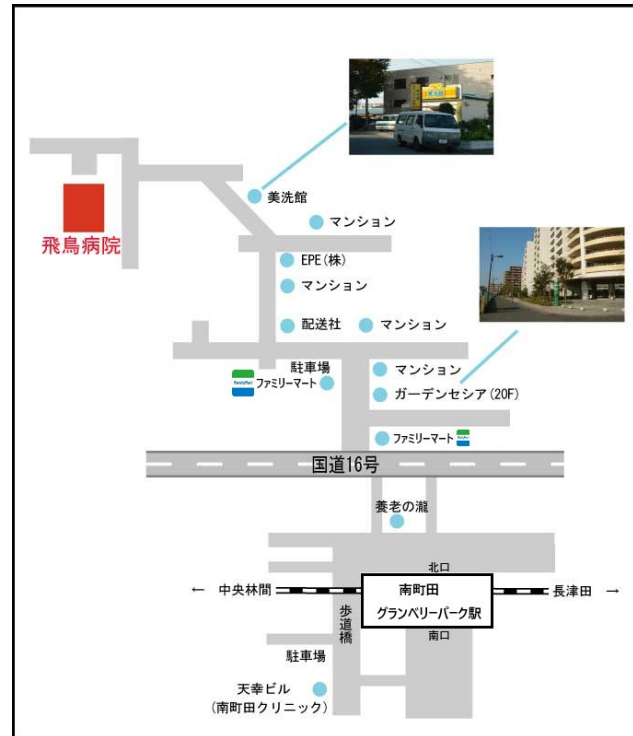 美洗館
マンション
飛鳥病院
EPE(株)
マンション
配送社
マンション
駐車場
マンション
FamilyMart
ファミリーマート
ガーデンセシア(20F)
ファミリーマート
国道16号
養老の瀧
北口
← 中央林間
南町田
長津田 →
グランベリーパーク駅
歩道橋
南口
駐車場
天幸ビル
(南町田クリニック)